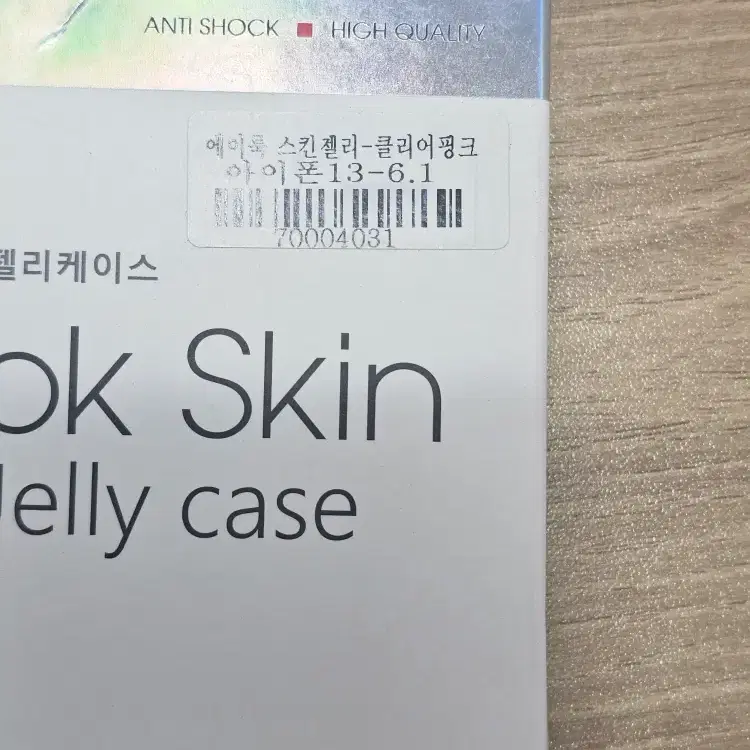 ANTI SHOCK ■ HIGH QUALITY
에이룩 스킨젤리-클리어핑크
아이폰13-6.1
70004031
젤리케이스
ok Skin
Jelly case